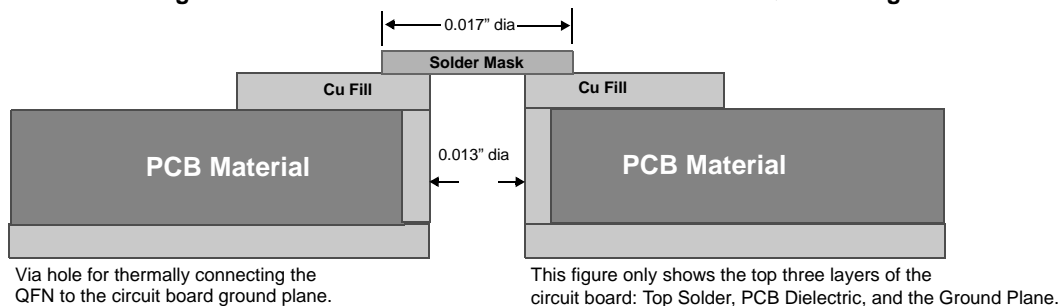 0.017” dia
Solder Mask
Cu Fill
Cu Fill
PCB Material
0.013” dia
PCB Material
Via hole for thermally connecting the
QFN to the circuit board ground plane.
This figure only shows the top three layers of the
circuit board: Top Solder, PCB Dielectric, and the Ground Plane.